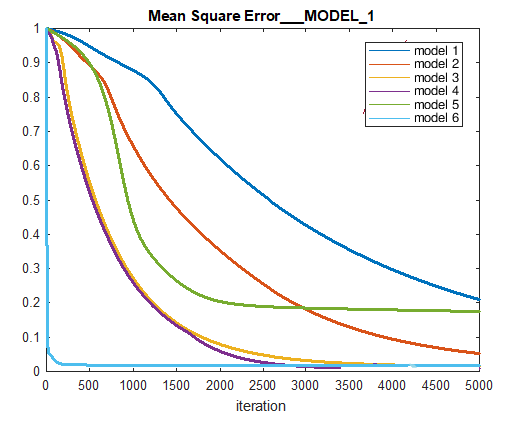 Mean Square Error___MODEL_1
1
0.9
0.8
0.7
0.6
0.5
0.4
0.3
0.2
0.1
0
model 1
model 2
model 3
model 4
model 5
model 6
0 500 1000 1500 2000 2500 3000 3500 4000 4500 5000
iteration